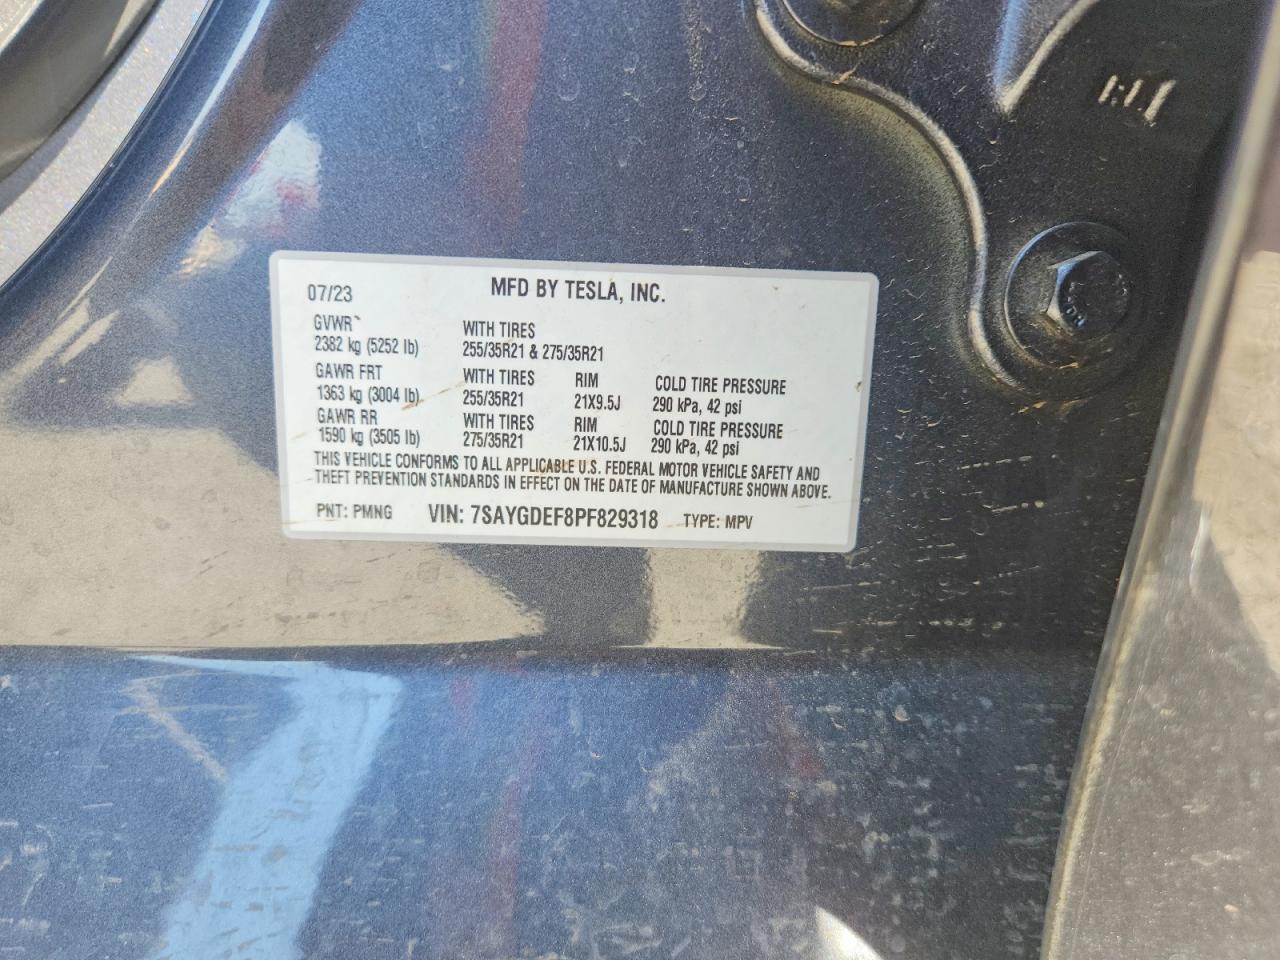 07/23 MFD BY TESLA, INC.
GVWR WITH TIRES
2382 kg (5252 lb) 255/35R21 & 275/35R21
GAWR FRT WITH TIRES RIM COLD TIRE PRESSURE
1363 kg (3004 lb) 255/35R21 21X9.5J 290 kPa, 42 psi
GAWR RR WITH TIRES RIM COLD TIRE PRESSURE
1590 kg (3505 lb) 275/35R21 21X10.5J 290 kPa, 42 psi
THIS VEHICLE CONFORMS TO ALL APPLICABLE U.S. FEDERAL MOTOR VEHICLE SAFETY AND
THEFT PREVENTION STANDARDS IN EFFECT ON THE DATE OF MANUFACTURE SHOWN ABOVE.
PNT: PMNG VIN: 7SAYGDEF8PF829318 TYPE: MPV